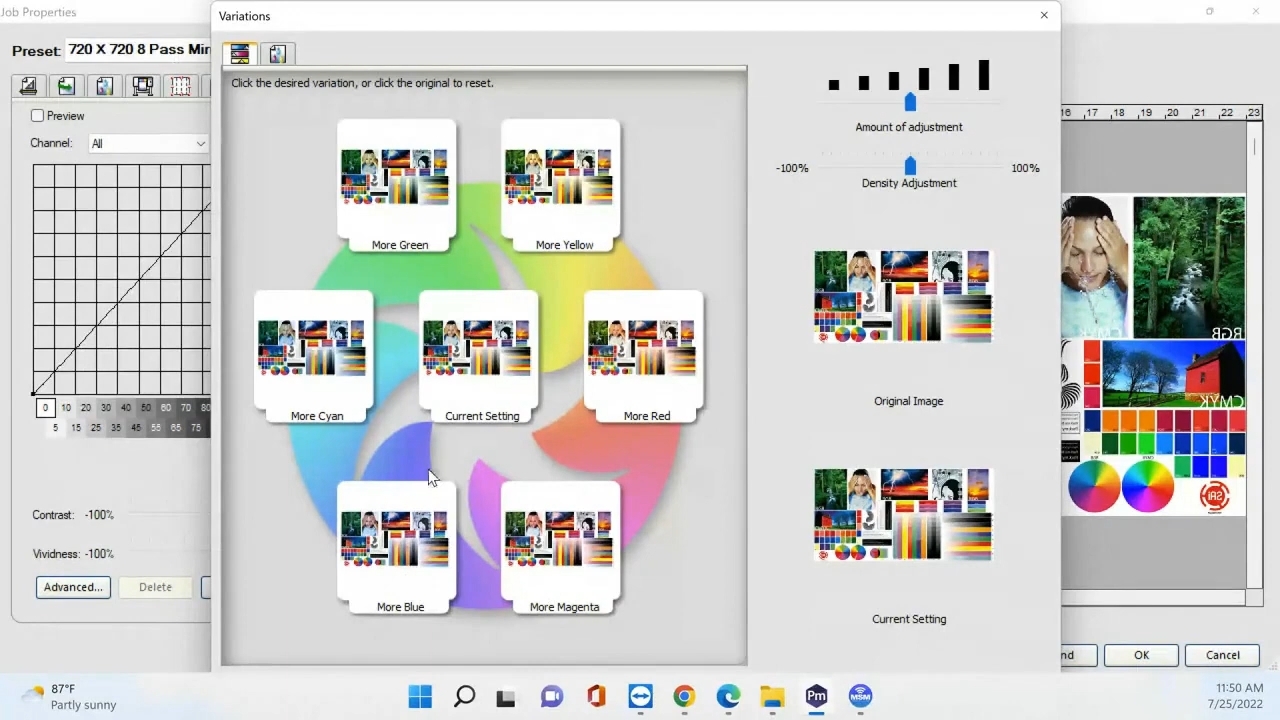 Job Properties
Variations
Preset:
720 X 720 8 Pass Mir
Click the desired variation, or click the original to reset.
Preview
Channel:
All
Amount of adjustment
-100%
100%
Density Adjustment
16 17 18 19 20 21 22 23
More Green
More Yellow
RGB
CMYK
More Cyan
Current Setting
More Red
Original Image
0 10 20 30 40 50 60 70 80
5 15 25 35 45 55 65 75
Contrast: -100%
Vividness: -100%
Advanced...
Delete
SAi
More Blue
More Magenta
Current Setting
nd
OK
Cancel
87°F
Partly sunny
Pm
MSM
11:50 AM
7/25/2022